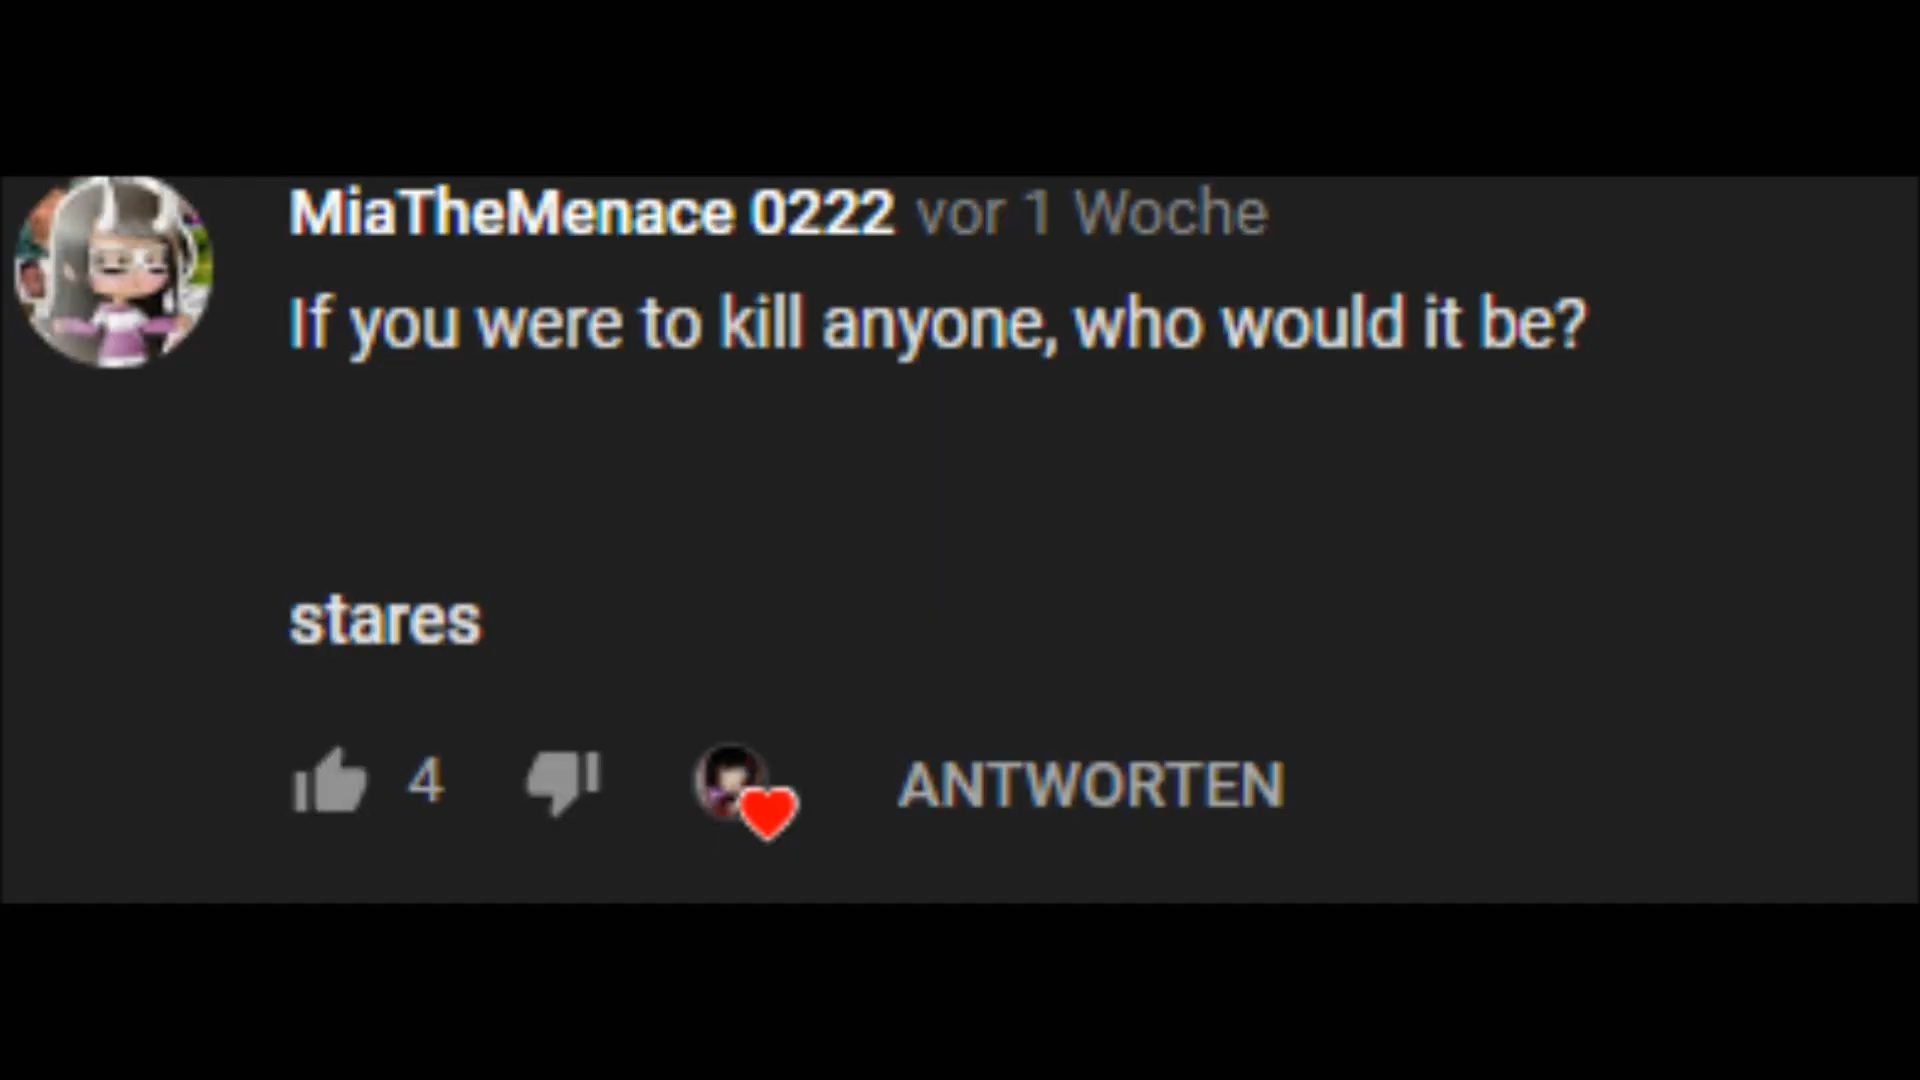 MiaTheMenace 0222 vor 1 Woche
If you were to kill anyone, who would it be?
stares
4 ANTWORTEN